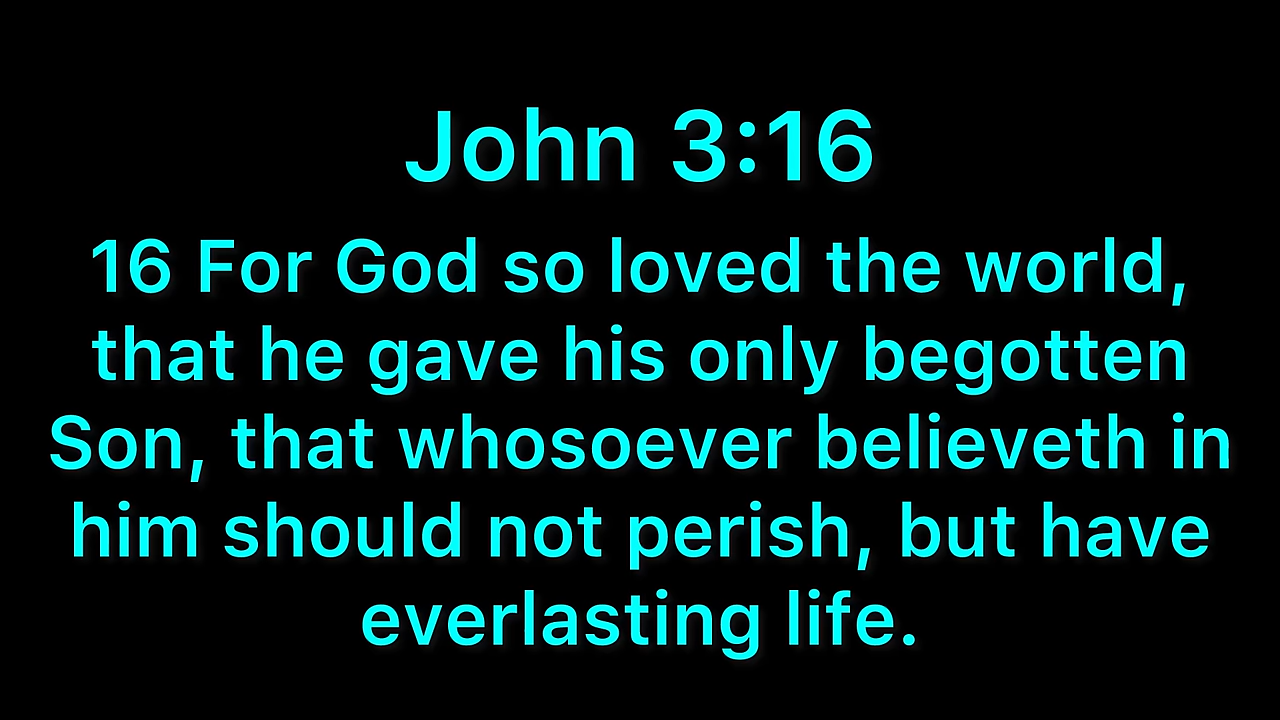 John 3:16
16 For God so loved the world,
that he gave his only begotten
Son, that whosoever believeth in
him should not perish, but have
everlasting life.